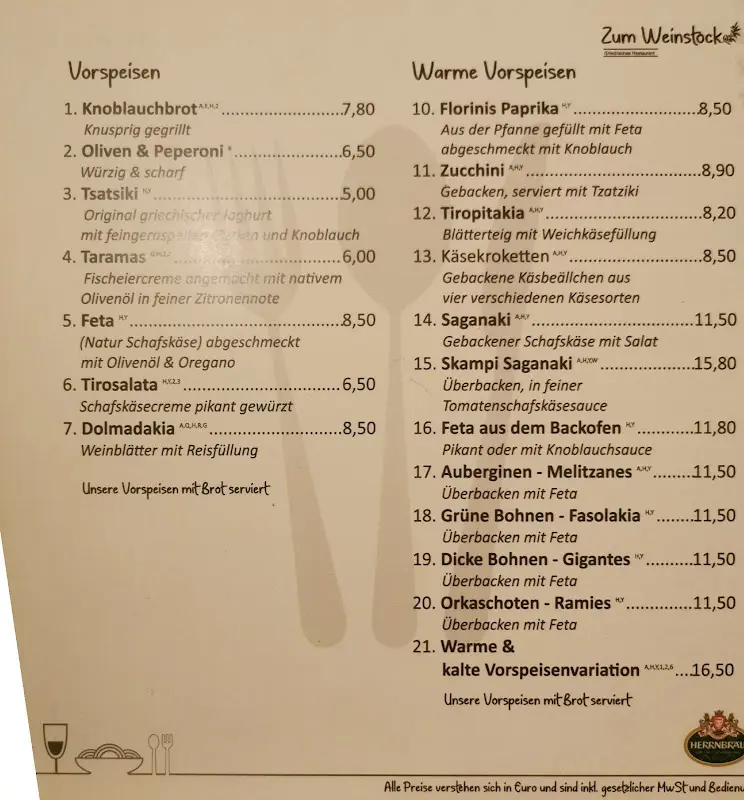 Zum Weinstock
Griechisches Restaurant
Vorspeisen
1. Knoblauchbrot A,E,H,2 7,80
Knusprig gegrillt
2. Oliven & Peperoni 6,50
Würzig & scharf
3. Tsatsiki H,Y 5,00
Original griechischer Joghurt
mit feingeraspelten Gurken und Knoblauch
4. Taramas 6,00
Fischeiercreme angemacht mit nativem
Olivenöl in feiner Zitronennote
5. Feta H,Y 8,50
(Natur Schafskäse) abgeschmeckt
mit Olivenöl & Oregano
6. Tirosalata H,Y,2,3 6,50
Schafskäsecreme pikant gewürzt
7. Dolmadakia A,Q,H,R,G 8,50
Weinblätter mit Reisfüllung
Unsere Vorspeisen mit Brot serviert
Warme Vorspeisen
10. Florinis Paprika H,Y 8,50
Aus der Pfanne gefüllt mit Feta
abgeschmeckt mit Knoblauch
11. Zucchini A,H,Y 8,90
Gebacken, serviert mit Tzatziki
12. Tiropitakia A,H,Y 8,20
Blätterteig mit Weichkäsefüllung
13. Käsekroketten A,H,Y 8,50
Gebackene Käsbeällchen aus
vier verschiedenen Käsesorten
14. Saganaki A,H,Y 11,50
Gebackener Schafskäse mit Salat
15. Skampi Saganaki 15,80
Überbacken, in feiner
Tomatenschafskäsesauce
16. Feta aus dem Backofen H,Y 11,80
Pikant oder mit Knoblauchsauce
17. Auberginen - Melitzanes A,H,Y 11,50
Überbacken mit Feta
18. Grüne Bohnen - Fasolakia H,Y 11,50
Überbacken mit Feta
19. Dicke Bohnen - Gigantes H,Y 11,50
Überbacken mit Feta
20. Orkaschoten - Ramies H,Y 11,50
Überbacken mit Feta
21. Warme &
kalte Vorspeisenvariation A,H,Y,1,2,6 16,50
Unsere Vorspeisen mit Brot serviert
HERRNBRÄU
Alle Preise verstehen sich in Euro und sind inkl. gesetzlicher MwSt und Bedienu